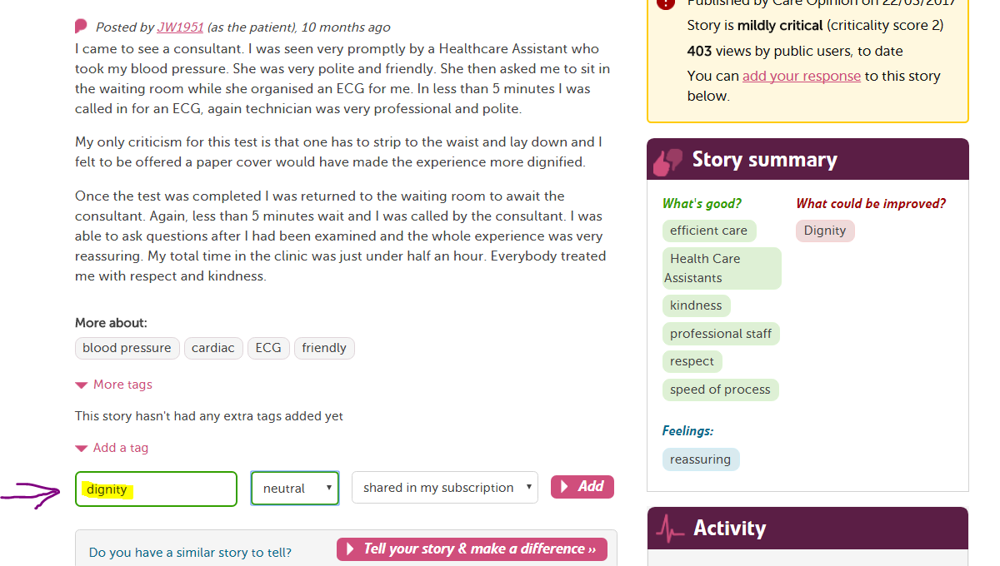 Posted by JW1951 (as the patient), 10 months ago
I came to see a consultant. I was seen very promptly by a Healthcare Assistant who
took my blood pressure. She was very polite and friendly. She then asked me to sit in
the waiting room while she organised an ECG for me. In less than 5 minutes I was
called in for an ECG, again technician was very professional and polite.
My only criticism for this test is that one has to strip to the waist and lay down and I
felt to be offered a paper cover would have made the experience more dignified.
Once the test was completed I was returned to the waiting room to await the
consultant. Again, less than 5 minutes wait and I was called by the consultant. I was
able to ask questions after I had been examined and the whole experience was very
reassuring. My total time in the clinic was just under half an hour. Everybody treated
me with respect and kindness.
More about:
blood pressure
cardiac
ECG
friendly
More tags
This story hasn't had any extra tags added yet
Add a tag
dignity
neutral
shared in my subscription
Add
Do you have a similar story to tell?
Tell your story & make a difference »
Published by Care Opinion on 22/03/2017
Story is mildly critical (criticality score 2)
403 views by public users, to date
You can add your response to this story
below.
Story summary
What's good?
efficient care
Health Care
Assistants
kindness
professional staff
respect
speed of process
What could be improved?
Dignity
Feelings:
reassuring
Activity